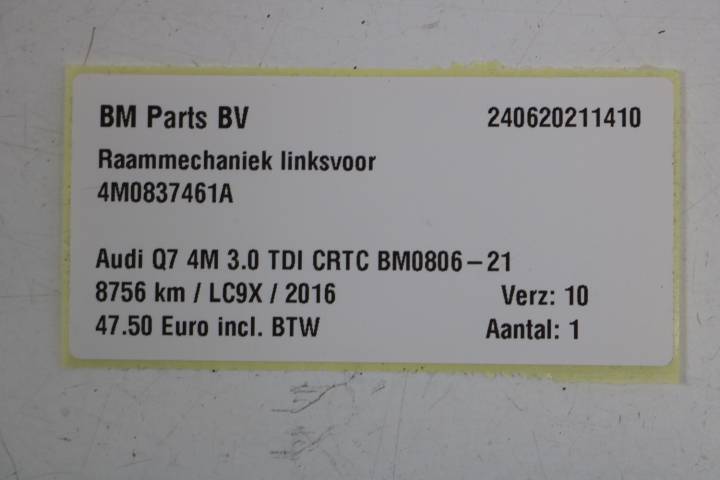 BM Parts BV 240620211410
Raammechaniek linksvoor
4M0837461A
Audi Q7 4M 3.0 TDI CRTC BM0806-21
8756 km / LC9X / 2016 Verz: 10
47.50 Euro incl. BTW Aantal: 1